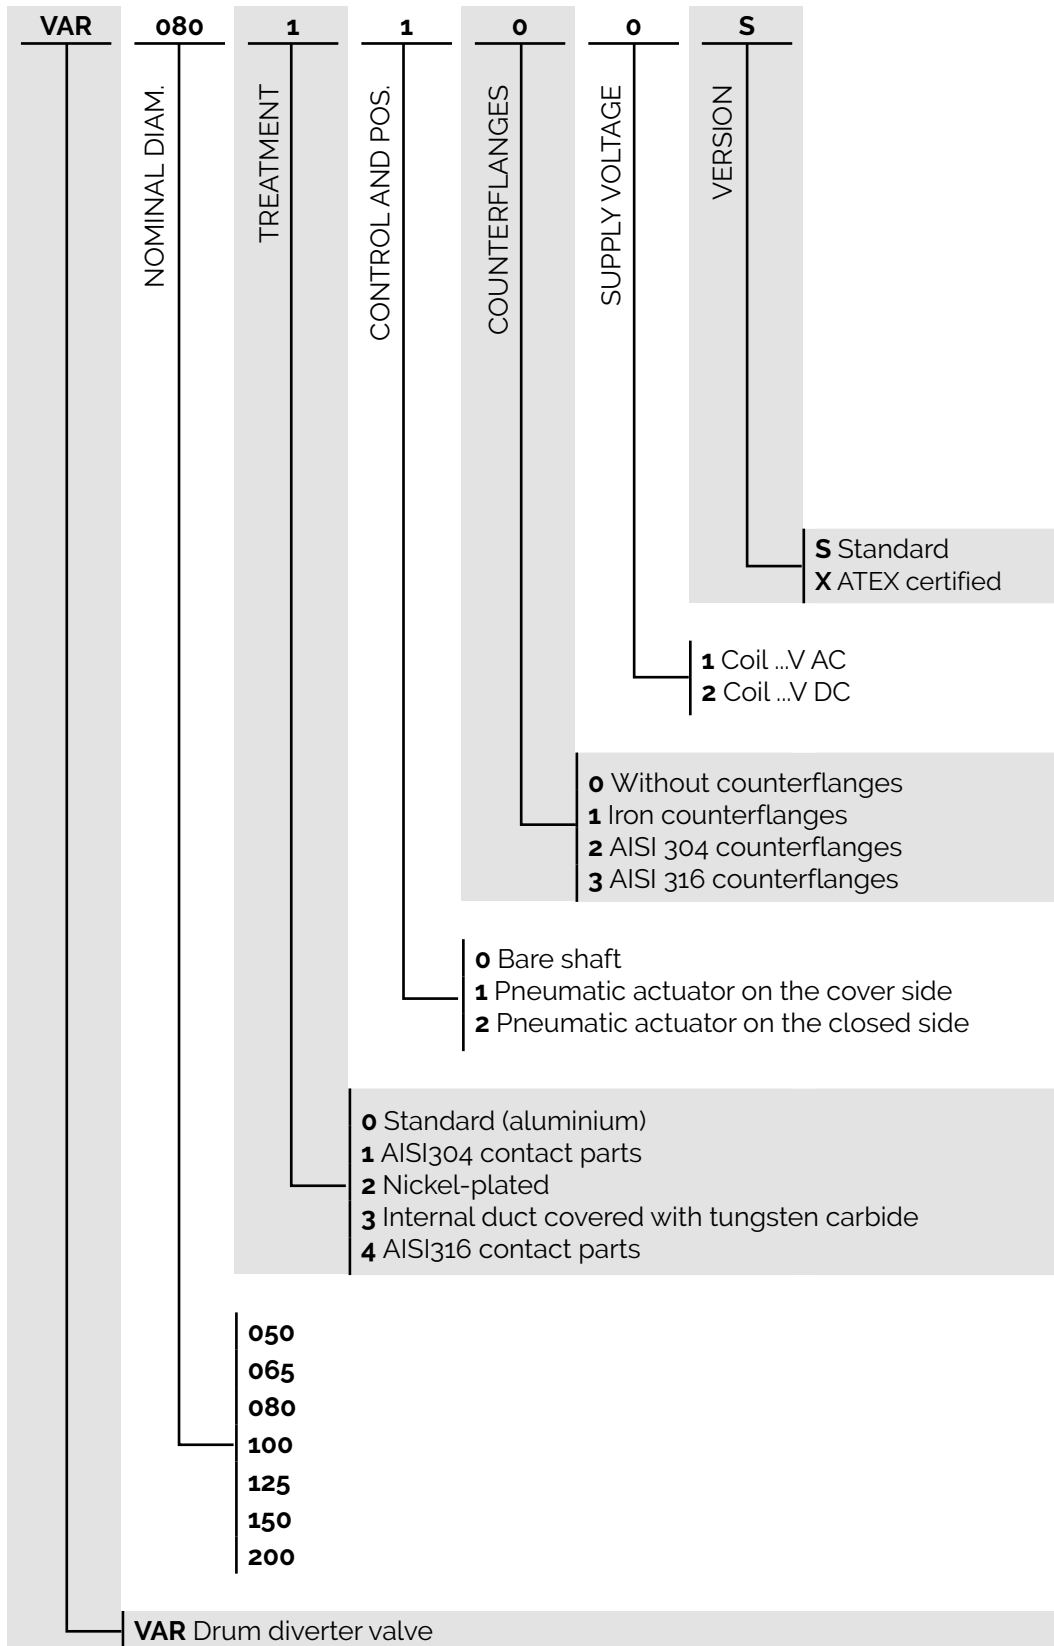 VAR 080 1 1 0 0 S
NOMINAL DIAM.
TREATMENT
CONTROL AND POS.
COUNTERFLANGES
SUPPLY VOLTAGE
VERSION
S Standard
X ATEX certified
1 Coil ...V AC
2 Coil ...V DC
0 Without counterflanges
1 Iron counterflanges
2 AISI 304 counterflanges
3 AISI 316 counterflanges
0 Bare shaft
1 Pneumatic actuator on the cover side
2 Pneumatic actuator on the closed side
0 Standard (aluminium)
1 AISI304 contact parts
2 Nickel-plated
3 Internal duct covered with tungsten carbide
4 AISI316 contact parts
050
065
080
100
125
150
200
VAR Drum diverter valve